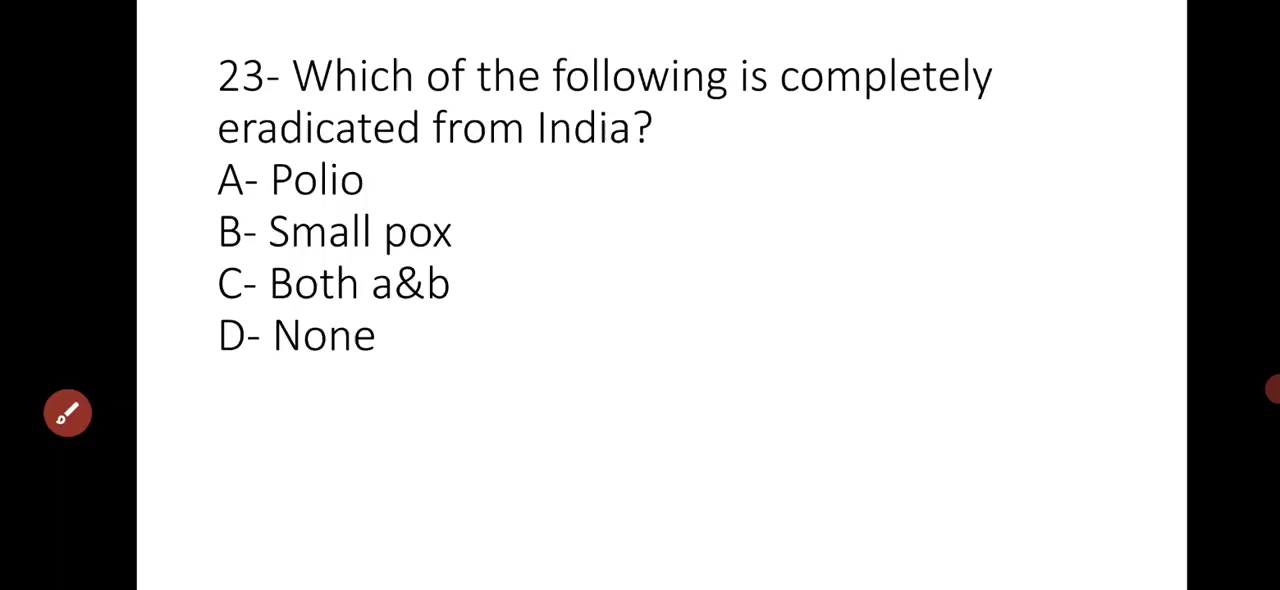 23- Which of the following is completely
eradicated from India?
A- Polio
B- Small pox
C- Both a&b
D- None